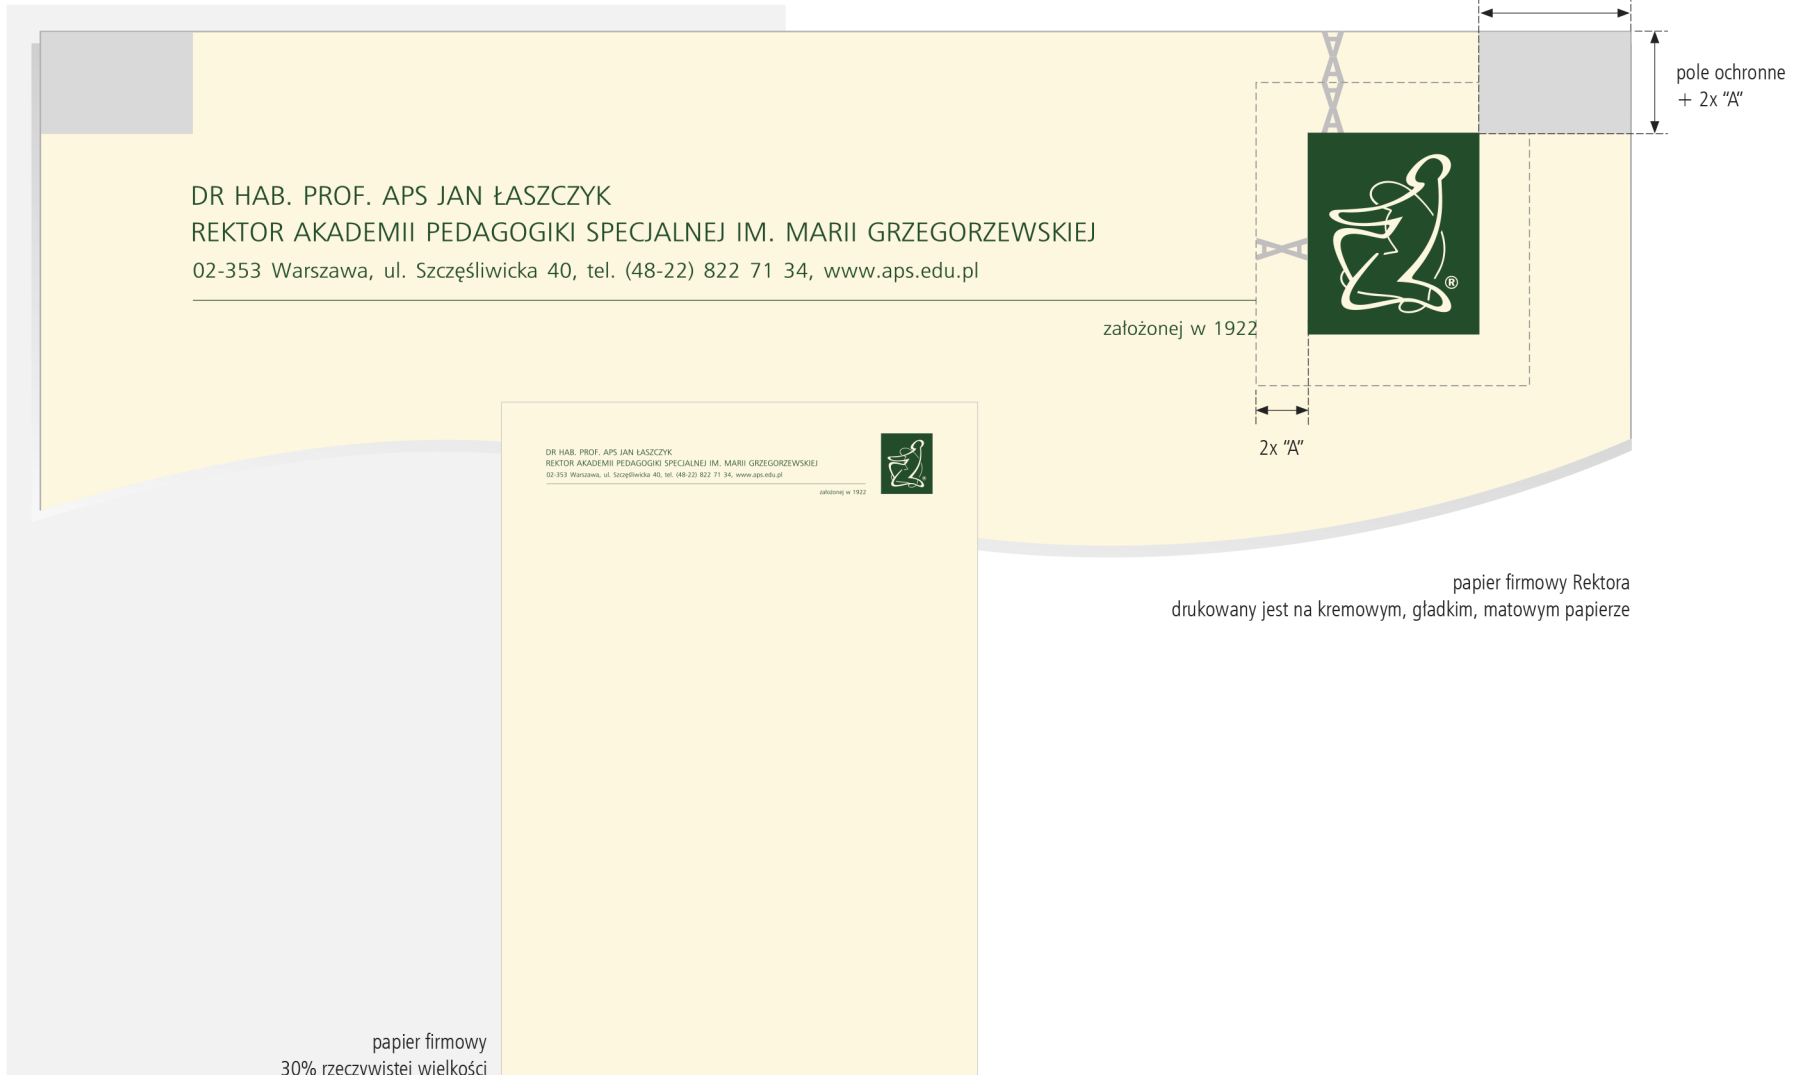 pole ochronne
+ 2x “A”
DR HAB. PROF. APS JAN ŁASZCZYK
REKTOR AKADEMII PEDAGOGIKI SPECJALNEJ IM. MARII GRZEGORZEWSKIEJ
02-353 Warszawa, ul. Szczęśliwicka 40, tel. (48-22) 822 71 34, www.aps.edu.pl
®
założonej w 1922
2x “A”
DR HAB. PROF. APS JAN ŁASZCZYK
REKTOR AKADEMII PEDAGOGIKI SPECJALNEJ IM. MARII GRZEGORZEWSKIEJ
02-353 Warszawa, ul. Szczęśliwicka 40, tel. (48-22) 822 71 34, www.aps.edu.pl
założonej w 1922
papier firmowy Rektora
drukowany jest na kremowym, gładkim, matowym papierze
papier firmowy
30% rzeczywistej wielkości